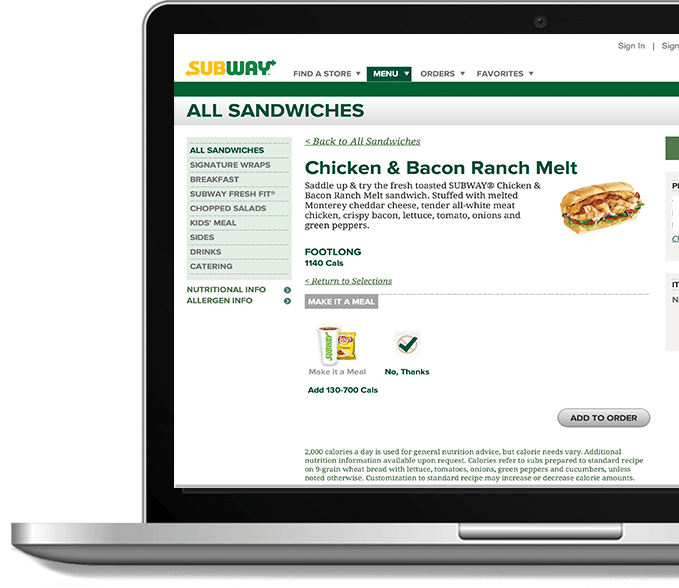 Sign In | Sign
SUBWAY
FIND A STORE ▼ MENU ▼ ORDERS ▼ FAVORITES ▼
ALL SANDWICHES
ALL SANDWICHES
SIGNATURE WRAPS
BREAKFAST
SUBWAY FRESH FIT®
CHOPPED SALADS
KIDS' MEAL
SIDES
DRINKS
CATERING
NUTRITIONAL INFO
ALLERGEN INFO
< Back to All Sandwiches
Chicken & Bacon Ranch Melt
Saddle up & try the fresh toasted SUBWAY® Chicken &
Bacon Ranch Melt sandwich. Stuffed with melted
Monterey cheddar cheese, tender all-white meat
chicken, crispy bacon, lettuce, tomato, onions and
green peppers.
FOOTLONG
1140 Cals
< Return to Selections
MAKE IT A MEAL
SUBWAY
Lay's
Make it a Meal
No, Thanks
Add 130-700 Cals
ADD TO ORDER
2,000 calories a day is used for general nutrition advice, but calorie needs vary. Additional
nutrition information available upon request. Calories refer to subs prepared to standard recipe
on 9-grain wheat bread with lettuce, tomatoes, onions, green peppers and cucumbers, unless
noted otherwise. Customization to standard recipe may increase or decrease calorie amounts.